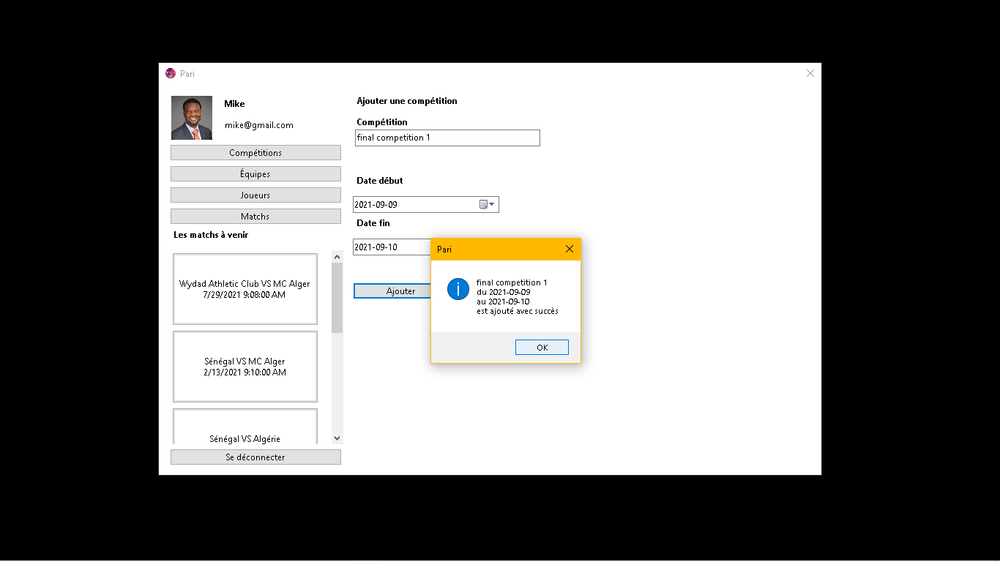 Pari
Mike
mike@gmail.com
Compétitions
Équipes
Joueurs
Matchs
Les matchs à venir
Wydad Athletic Club VS MC Alger
7/29/2021 9:08:00 AM
Sénégal VS MC Alger
2/13/2021 9:10:00 AM
Sénégal VS Algérie
Se déconnecter
Ajouter une compétition
Compétition
final competition 1
Date début
2021-09-09
Date fin
2021-09-10
Ajouter
Pari
final competition 1
du 2021-09-09
au 2021-09-10
est ajouté avec succès
OK